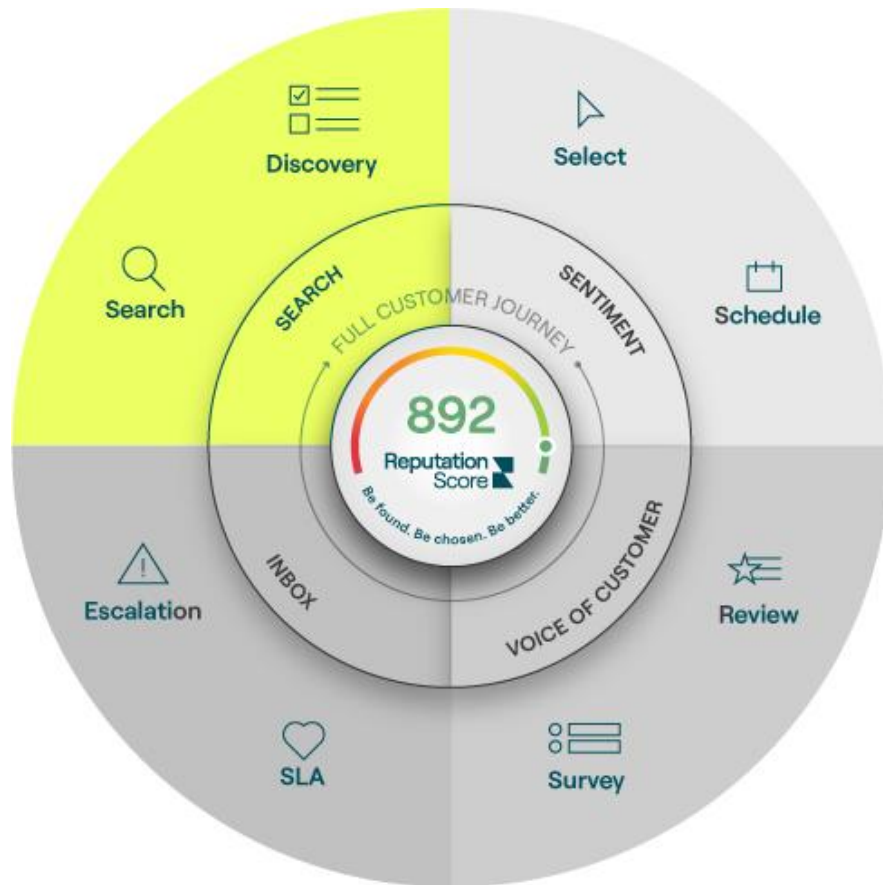 Discovery
Select
Search
Schedule
SEARCH
SENTIMENT
FULL CUSTOMER JOURNEY
892
Reputation
Score
Be found. Be chosen. Be better.
INBOX
VOICE OF CUSTOMER
Escalation
Review
SLA
Survey